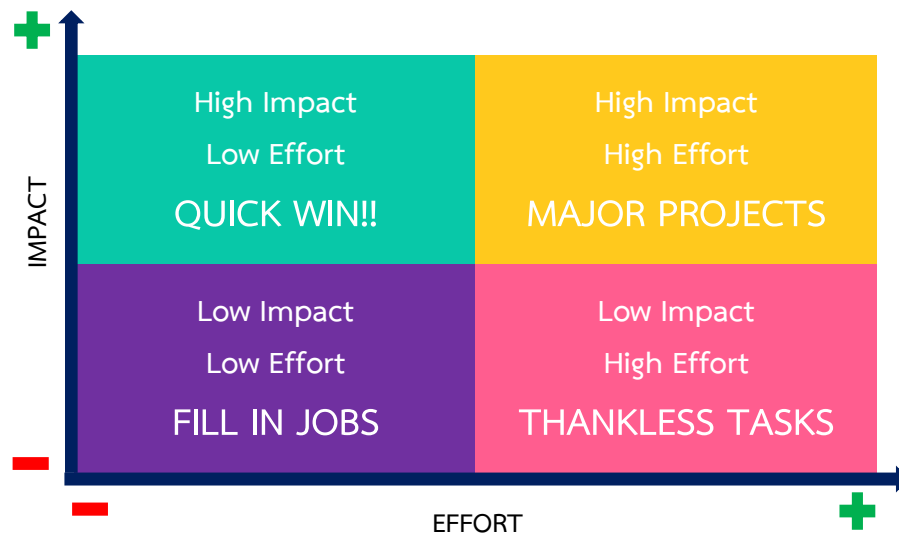 High Impact
Low Effort
QUICK WIN!!
High Impact
High Effort
MAJOR PROJECTS
IMPACT
Low Impact
Low Effort
FILL IN JOBS
Low Impact
High Effort
THANKLESS TASKS
EFFORT